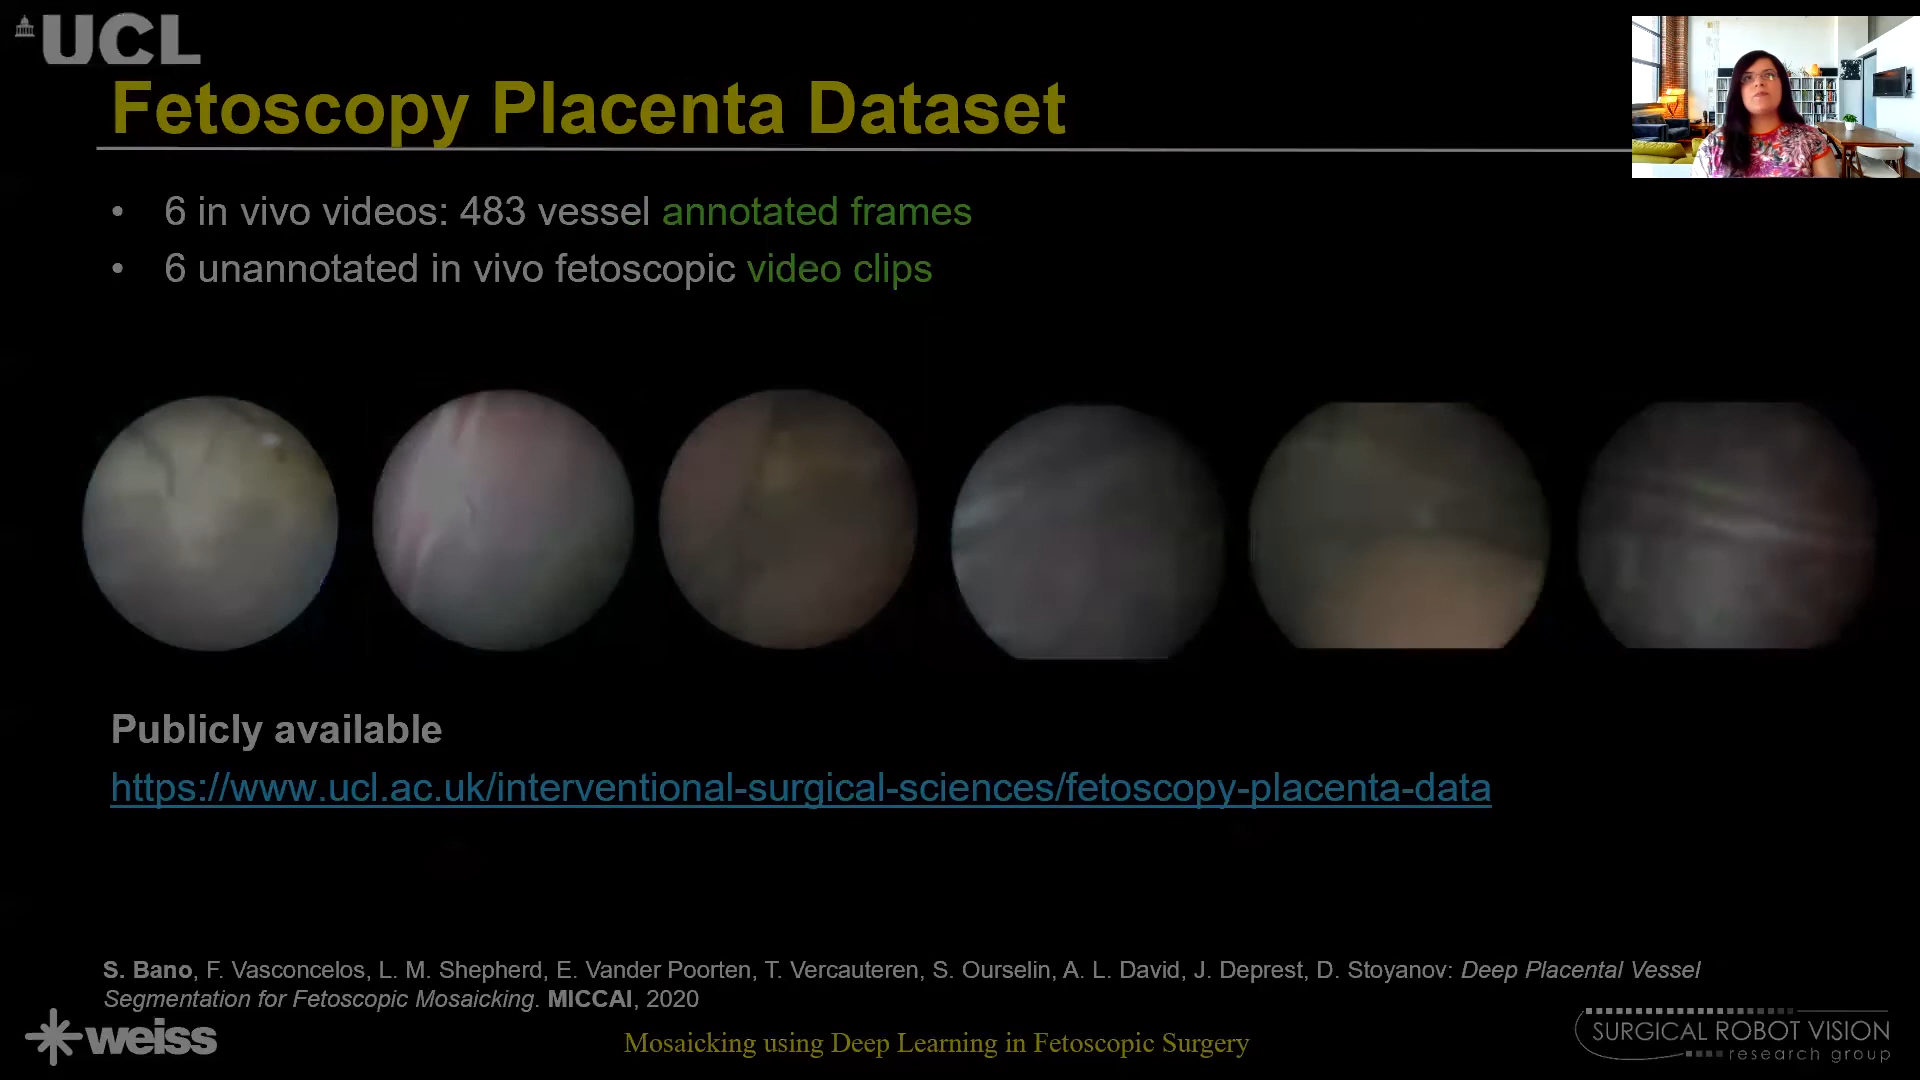 UCL
Fetoscopy Placenta Dataset
• 6 in vivo videos: 483 vessel annotated frames
• 6 unannotated in vivo fetoscopic video clips
Publicly available
https://www.ucl.ac.uk/interventional-surgical-sciences/fetoscopy-placenta-data
S. Bano, F. Vasconcelos, L. M. Shepherd, E. Vander Poorten, T. Vercauteren, S. Ourselin, A. L. David, J. Deprest, D. Stoyanov: Deep Placental Vessel
Segmentation for Fetoscopic Mosaicking. MICCAI, 2020
weiss
Mosaicking using Deep Learning in Fetoscopic Surgery
SURGICAL ROBOT VISION
research group